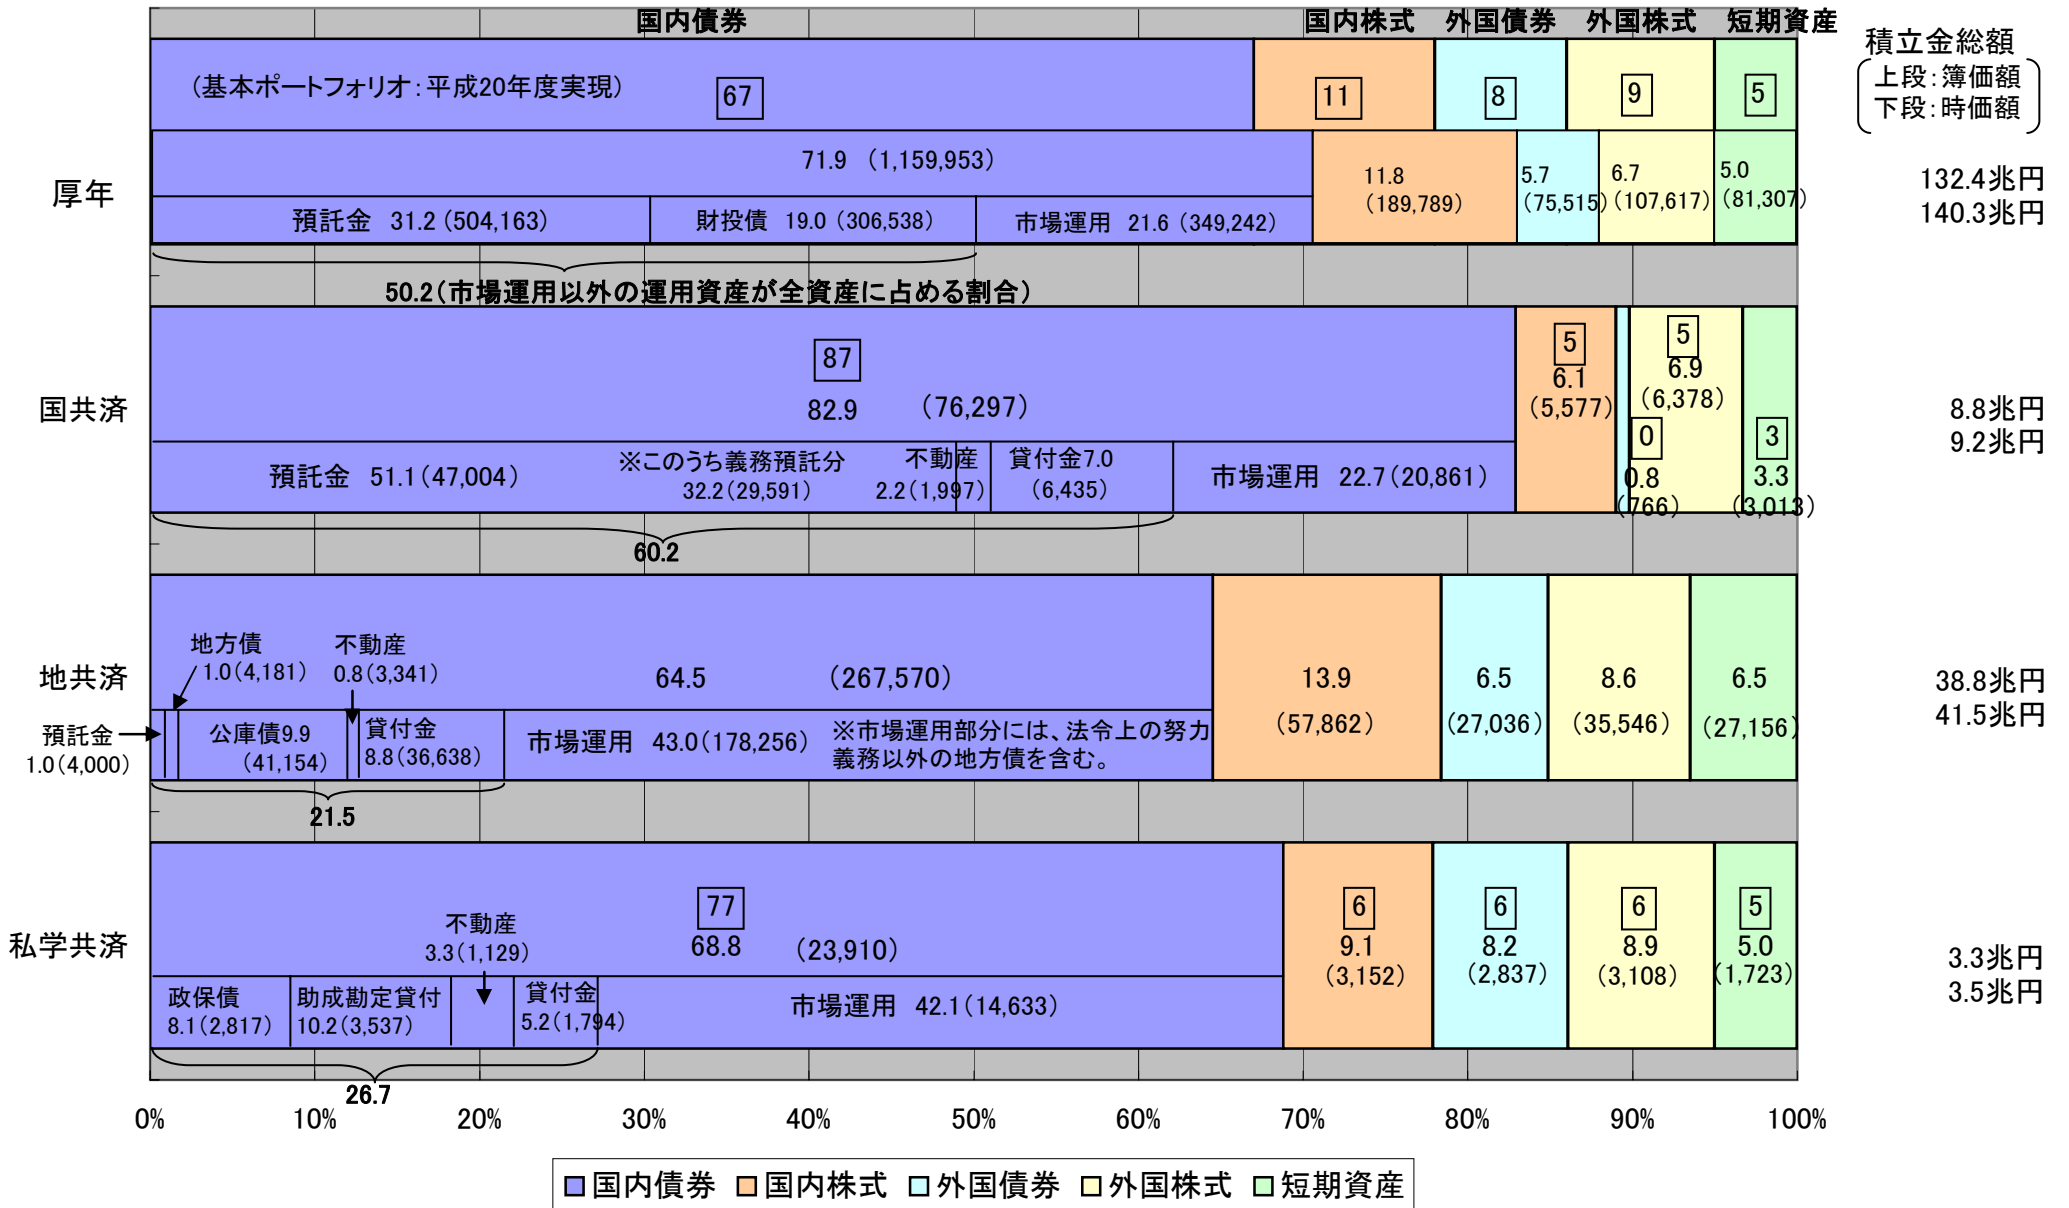 国内債券 国内株式 外国債券 外国株式 短期資産
積立金総額
上段：簿価額
下段：時価額
（基本ポートフォリオ：平成20年度実現） 67 11 8 9 5
厚年
71.9 （1,159,953）
11.8
（189,789）
5.7
（75,515）
6.7
（107,617）
5.0
（81,307）
132.4兆円
140.3兆円
預託金 31.2（504,163） 財投債 19.0（306,538） 市場運用 21.6（349,242）
50.2（市場運用以外の運用資産が全資産に占める割合）
国共済
87
82.9 （76,297）
5
6.1
（5,577）
0
0.8
（766）
5
6.9
（6,378）
3
3.3
（3,013）
8.8兆円
9.2兆円
預託金 51.1（47,004）
※このうち義務預託分
32.2（29,591）
不動産
2.2（1,997）
貸付金7.0
（6,435）
市場運用 22.7（20,861）
60.2
地共済
地方債
1.0（4,181）
不動産
0.8（3,341）
64.5 （267,570）
13.9
（57,862）
6.5
（27,036）
8.6
（35,546）
6.5
（27,156）
38.8兆円
41.5兆円
預託金
1.0（4,000）
公庫債9.9
（41,154）
貸付金
8.8（36,638）
市場運用 43.0（178,256）
※市場運用部分には、法令上の努力
義務以外の地方債を含む。
21.5
私学共済
77
68.8 （23,910）
6
9.1
（3,152）
6
8.2
（2,837）
6
8.9
（3,108）
5
5.0
（1,723）
3.3兆円
3.5兆円
不動産
3.3（1,129）
政保債
8.1（2,817）
助成勘定貸付
10.2（3,537）
貸付金
5.2（1,794）
市場運用 42.1（14,633）
26.7
0% 10% 20% 30% 40% 50% 60% 70% 80% 90% 100%
国内債券 国内株式 外国債券 外国株式 短期資産